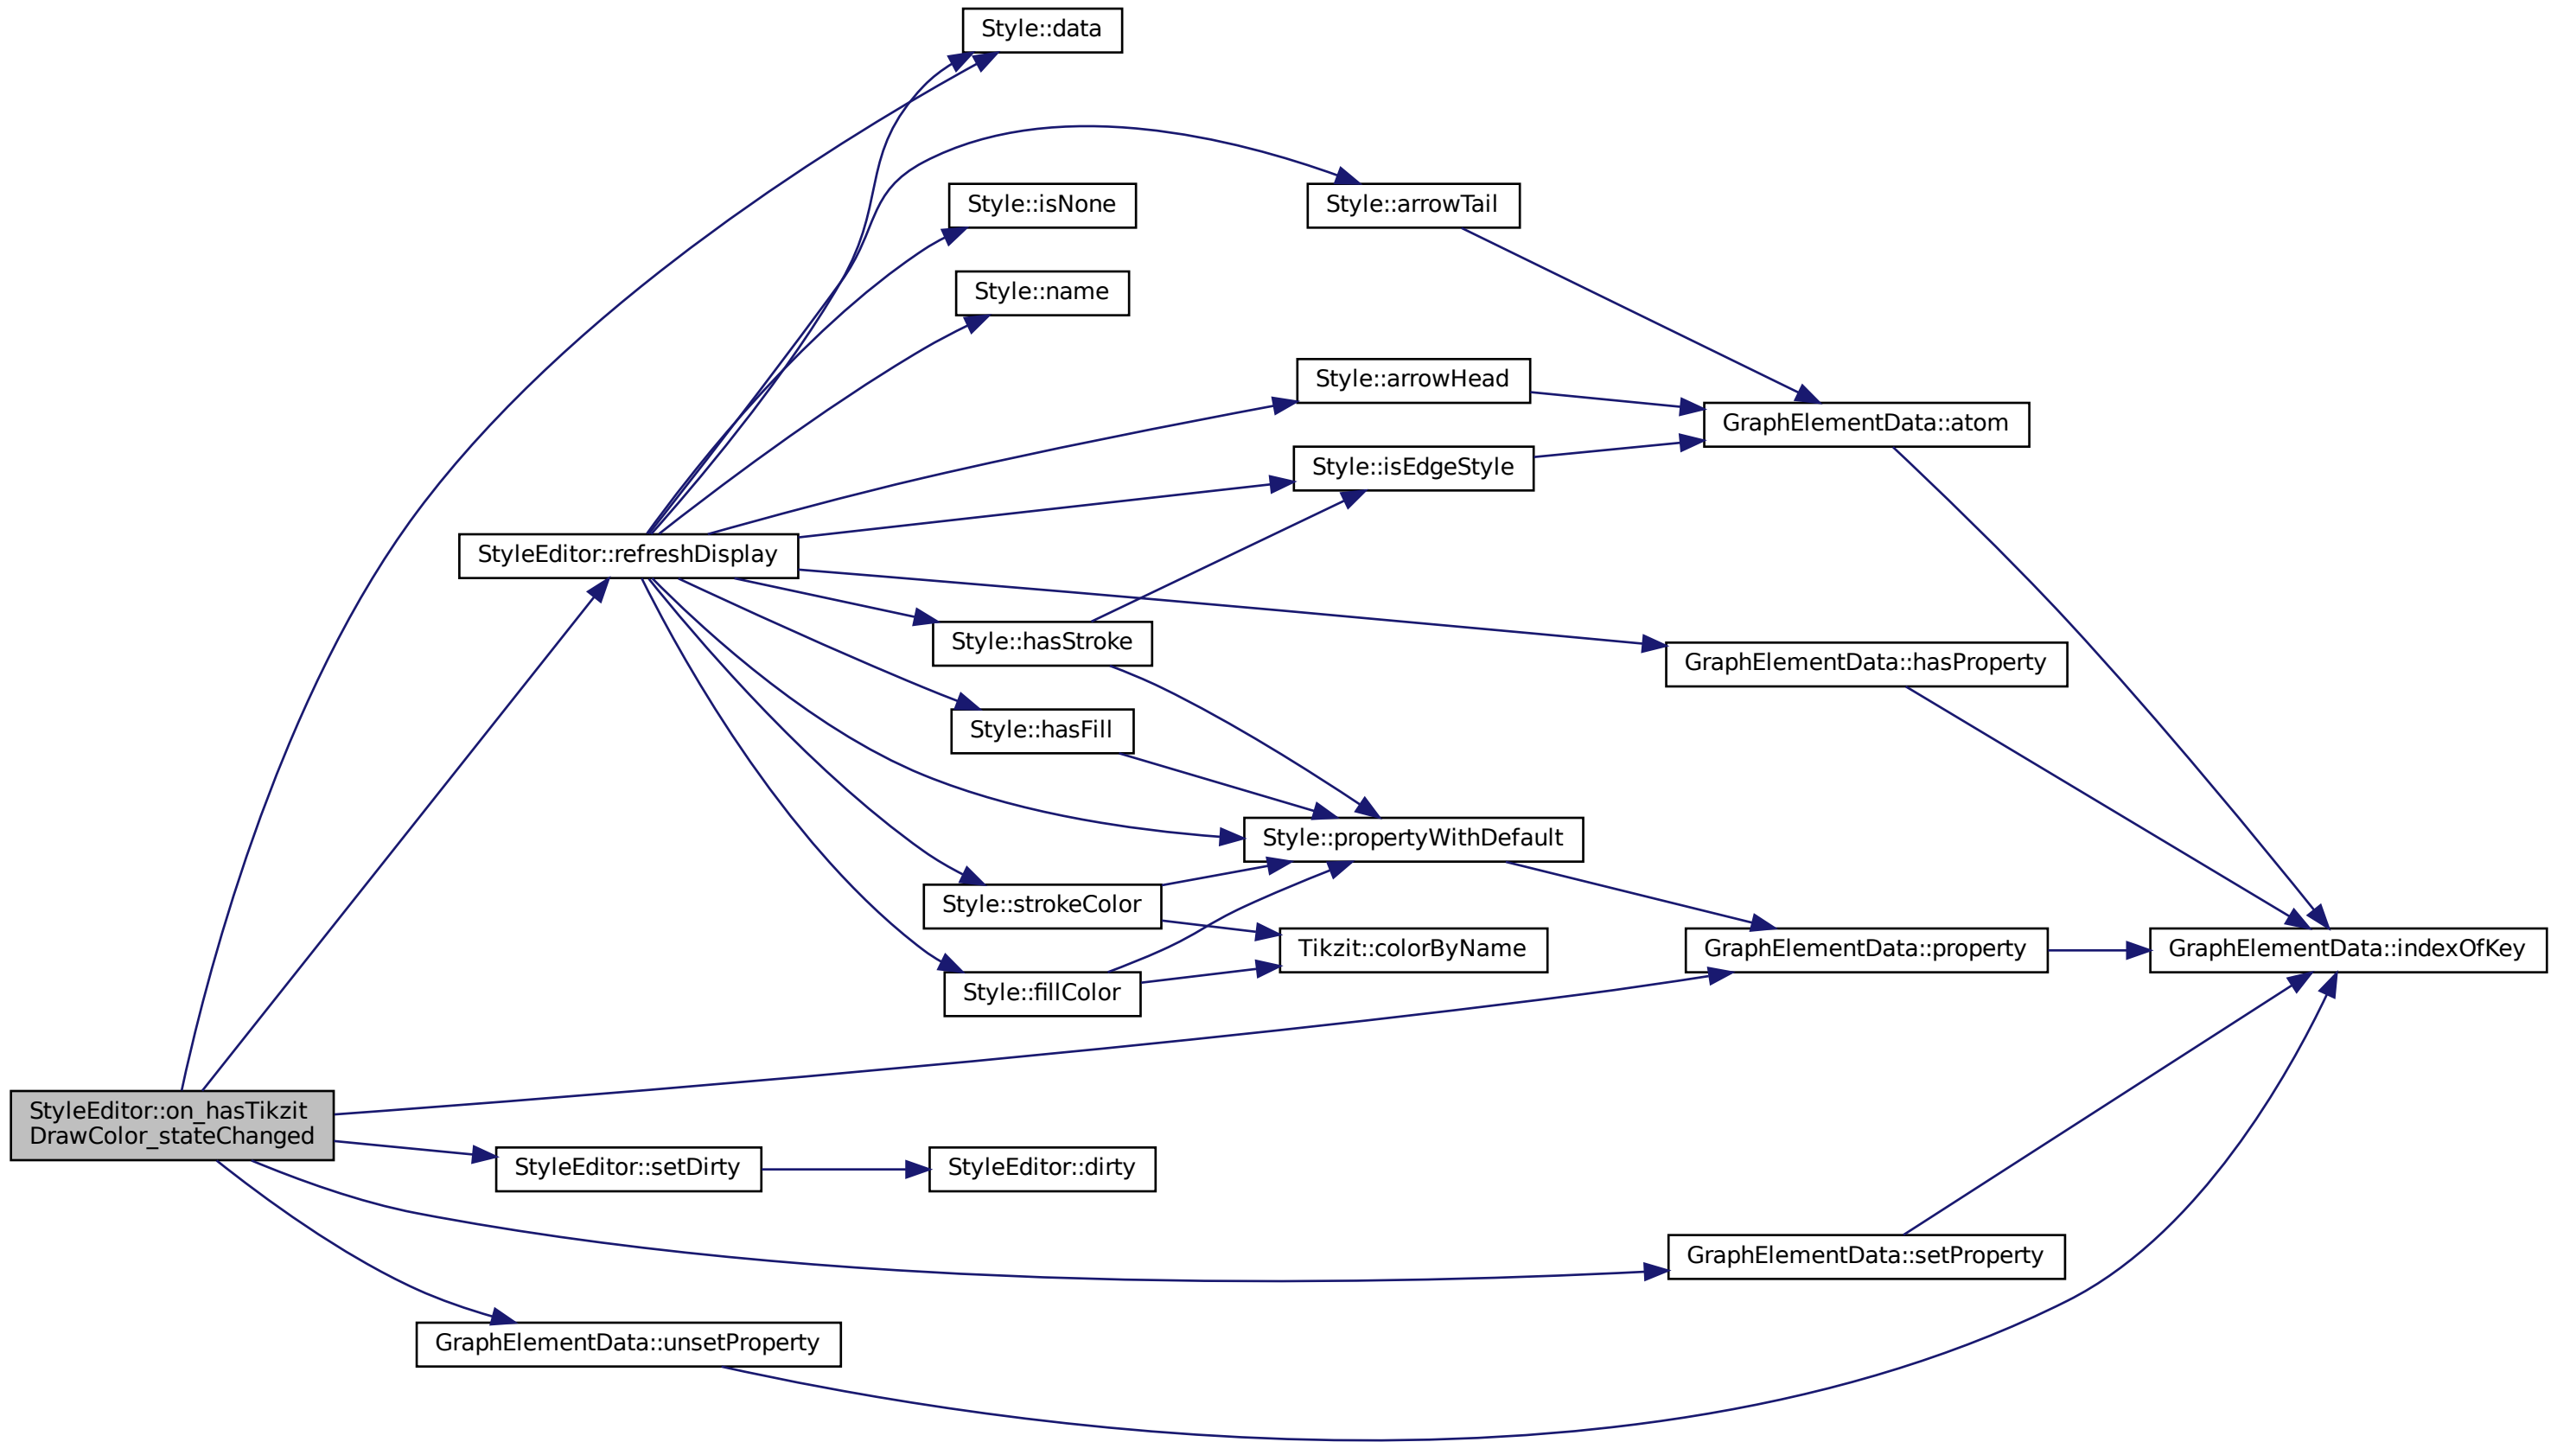 Style::data
Style::isNone
Style::arrowTail
Style::name
Style::arrowHead
GraphElementData::atom
Style::isEdgeStyle
StyleEditor::refreshDisplay
Style::hasStroke
GraphElementData::hasProperty
Style::hasFill
Style::propertyWithDefault
Style::strokeColor
Tikzit::colorByName
GraphElementData::property
GraphElementData::indexOfKey
Style::fillColor
StyleEditor::on_hasTikzit
DrawColor_stateChanged
StyleEditor::setDirty
StyleEditor::dirty
GraphElementData::setProperty
GraphElementData::unsetProperty